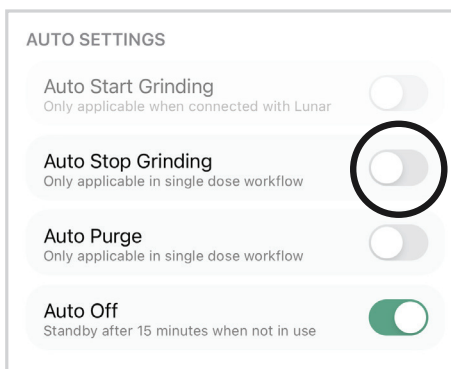 AUTO SETTINGS
Auto Start Grinding
Only applicable when connected with Lunar
Auto Stop Grinding
Only applicable in single dose workflow
Auto Purge
Only applicable in single dose workflow
Auto Off
Standby after 15 minutes when not in use